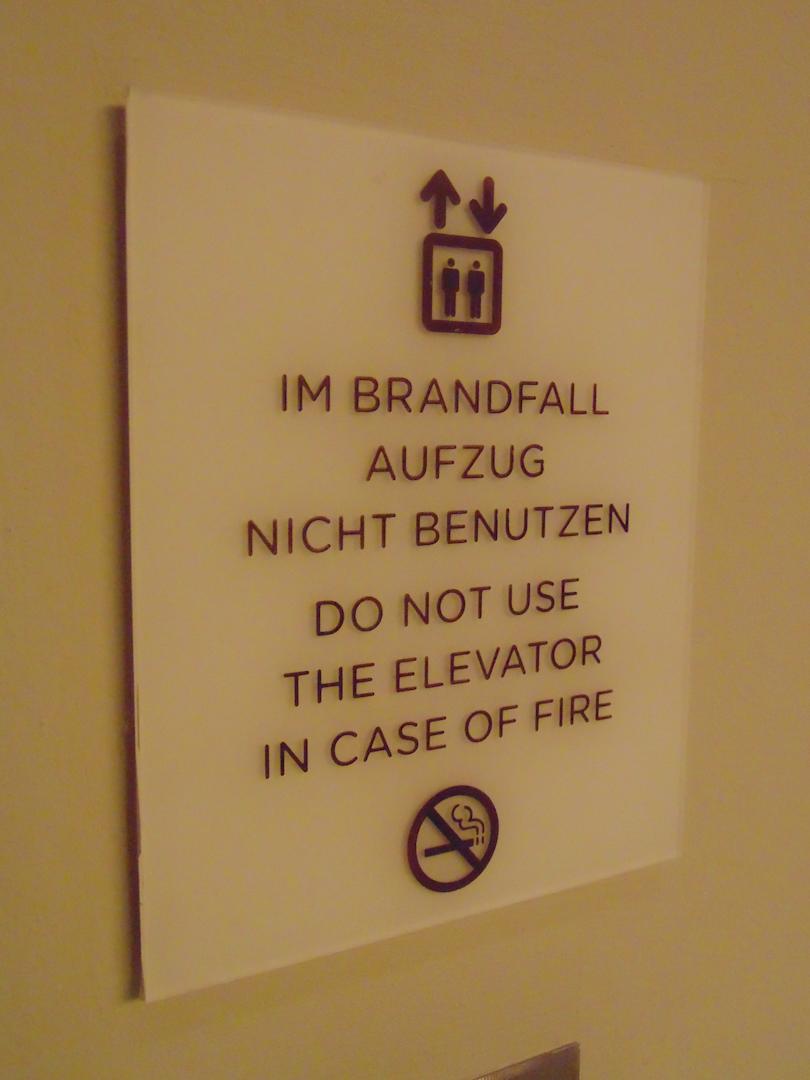 IM BRANDFALL
AUFZUG
NICHT BENUTZEN
DO NOT USE
THE ELEVATOR
IN CASE OF FIRE